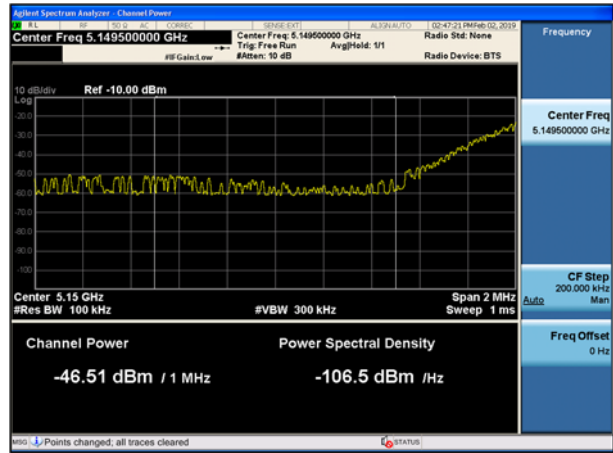 Agilent Spectrum Analyzer - Channel Power
RL RF 50 Ω AC CORREC SENSE:EXT ALIGNAUTO 02:47:21 PM Feb 02, 2019
Center Freq 5.149500000 GHz
#IFGain:Low
Center Freq: 5.149500000 GHz
Trig: Free Run Avg|Hold: 1/1
#Atten: 10 dB
Radio Std: None
Radio Device: BTS
Frequency
10 dB/div Ref -10.00 dBm
Log
-20.0
-30.0
-40.0
-50.0
-60.0
-70.0
-80.0
-90.0
-100
Center Freq
5.149500000 GHz
Center 5.15 GHz Span 2 MHz
#Res BW 100 kHz #VBW 300 kHz Sweep 1 ms
CF Step
200.000 kHz
Auto Man
Channel Power Power Spectral Density
-46.51 dBm / 1 MHz -106.5 dBm /Hz
Freq Offset
0 Hz
MSG Points changed; all traces cleared STATUS